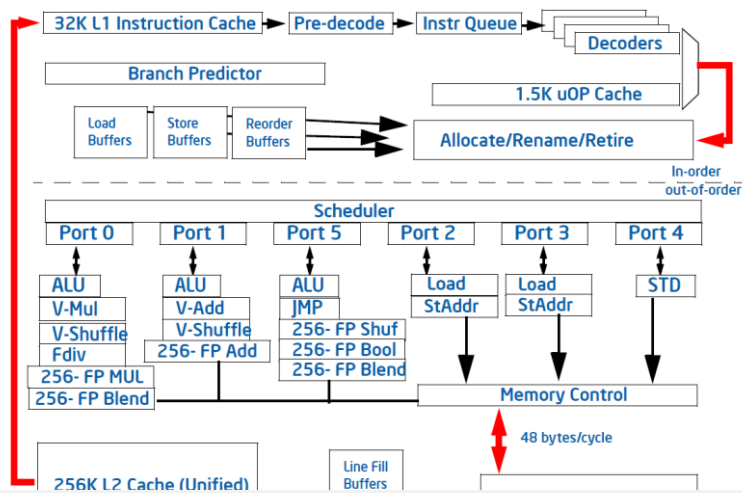 32K L1 Instruction Cache
Pre-decode
Instr Queue
Decoders
Branch Predictor
1.5K uOP Cache
Load
Buffers
Store
Buffers
Reorder
Buffers
Allocate/Rename/Retire
In-order
out-of-order
Scheduler
Port 0
Port 1
Port 5
Port 2
Port 3
Port 4
ALU
V-Mul
V-Shuffle
Fdiv
256- FP MUL
256- FP Blend
ALU
V-Add
V-Shuffle
256- FP Add
ALU
JMP
256- FP Shuf
256- FP Bool
256- FP Blend
Load
StAddr
Load
StAddr
STD
Memory Control
48 bytes/cycle
256K L2 Cache (Unified)
Line Fill
Buffers